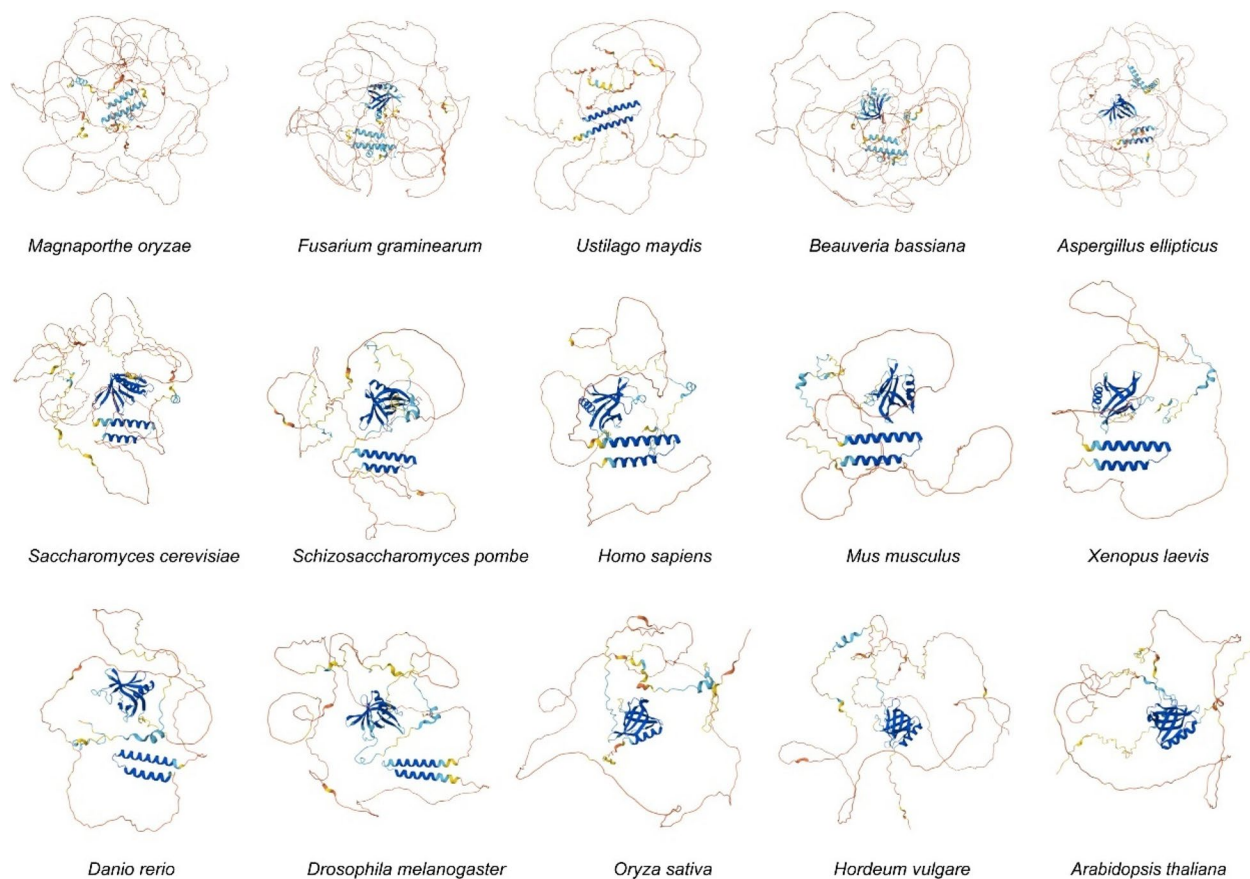 Magnaporthe oryzae
Fusarium graminearum
Ustilago maydis
Beauveria bassiana
Aspergillus ellipticus
Saccharomyces cerevisiae
Schizosaccharomyces pombe
Homo sapiens
Mus musculus
Xenopus laevis
Danio rerio
Drosophila melanogaster
Oryza sativa
Hordeum vulgare
Arabidopsis thaliana